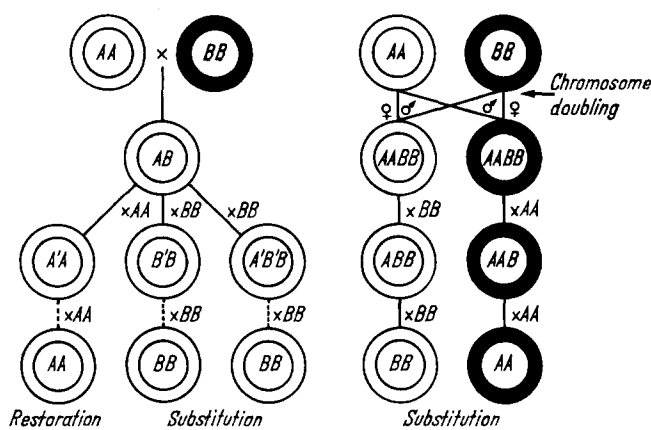 AA × BB
AB
×AA ×BB ×BB
A'A B'B A'B'B
×AA ×BB ×BB
AA BB BB
Restoration Substitution
AA BB
Chromosome
doubling
♀ ♂ ♂ ♀
AABB AABB
×BB ×AA
ABB AAB
×BB ×AA
BB AA
Substitution